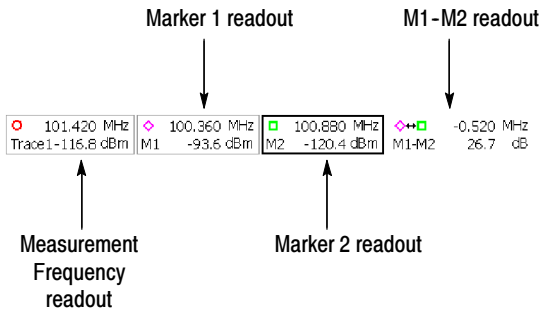 Marker 1 readout
M1-M2 readout
101.420 MHz
Trace1-116.8 dBm
100.360 MHz
M1 -93.6 dBm
100.880 MHz
M2 -120.4 dBm
-0.520 MHz
M1-M2 26.7 dB
Measurement
Frequency
readout
Marker 2 readout